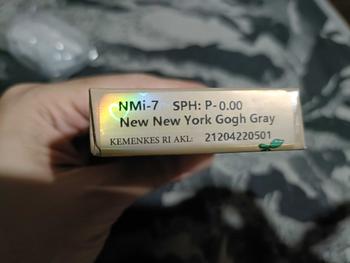 NMi-7 SPH: P-0.00
New New York Gogh Gray
KEMENKES RI AKL: 21204220501